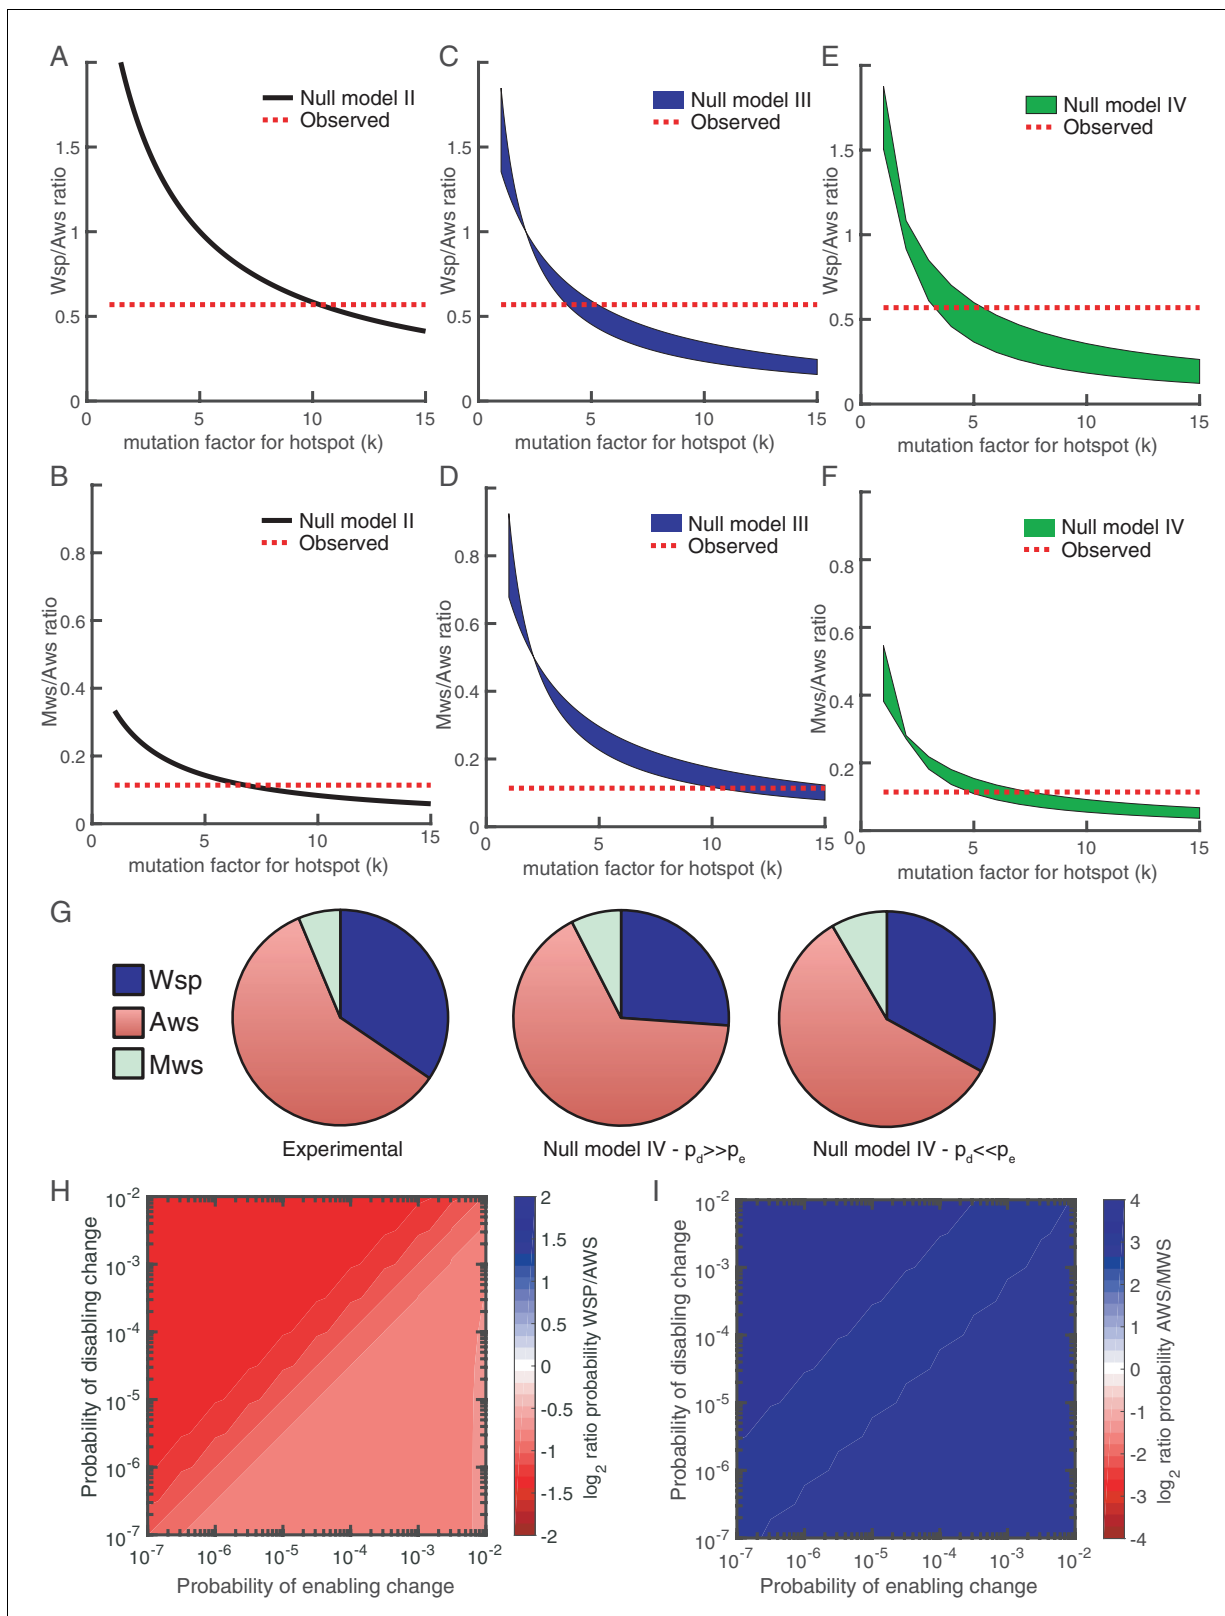 A
Null model II
Observed
Wsp/Aws ratio
1.5
1
0.5
0
0 5 10 15
mutation factor for hotspot (k)
C
Null model III
Observed
Wsp/Aws ratio
1.5
1
0.5
0
0 5 10 15
mutation factor for hotspot (k)
E
Null model IV
Observed
Wsp/Aws ratio
1.5
1
0.5
0
0 5 10 15
mutation factor for hotspot (k)
B
Null model II
Observed
Mws/Aws ratio
0.8
0.6
0.4
0.2
0
0 5 10 15
mutation factor for hotspot (k)
D
Null model III
Observed
Mws/Aws ratio
0.8
0.6
0.4
0.2
0
0 5 10 15
mutation factor for hotspot (k)
F
Null model IV
Observed
Mws/Aws ratio
0.8
0.6
0.4
0.2
0
0 5 10 15
mutation factor for hotspot (k)
G
Wsp
Aws
Mws
Experimental
Null model IV - p_d>>p_e
Null model IV - p_d<<p_e
H
Probability of disabling change
10^-2
10^-3
10^-4
10^-5
10^-6
10^-7
10^-7 10^-6 10^-5 10^-4 10^-3 10^-2
Probability of enabling change
2
1.5
1
0.5
0
-0.5
-1
-1.5
-2
log_2 ratio probability WSP/AWS
I
Probability of disabling change
10^-2
10^-3
10^-4
10^-5
10^-6
10^-7
10^-7 10^-6 10^-5 10^-4 10^-3 10^-2
Probability of enabling change
4
3
2
1
0
-1
-2
-3
-4
log_2 ratio probability AWS/MWS